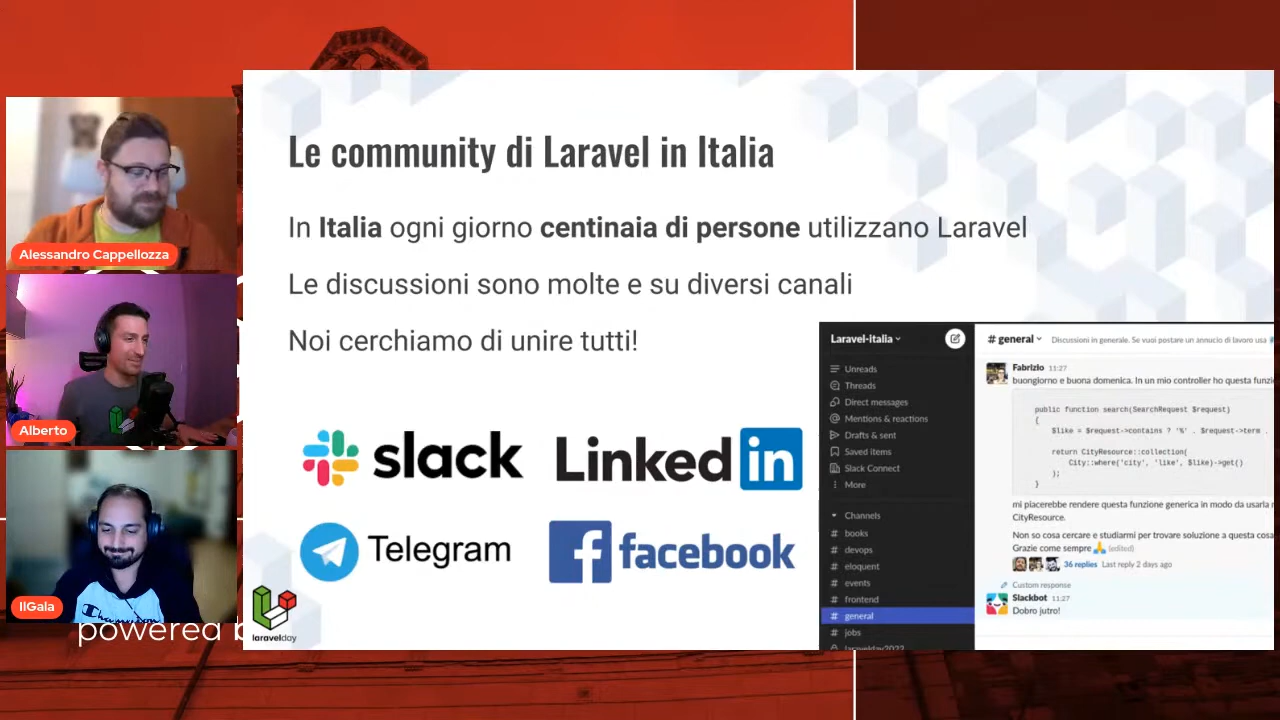 Le community di Laravel in Italia
In Italia ogni giorno centinaia di persone utilizzano Laravel
Le discussioni sono molte e su diversi canali
Noi cerchiamo di unire tutti!
slack
Linkedin
Telegram
facebook
laravelday
Alessandro Cappellozza
Alberto
IlGala
powered
Laravel-italia
Unreads
Threads
Direct messages
Mentions & reactions
Drafts & sent
Saved items
Slack Connect
More
Channels
# books
# devops
# eloquent
# events
# frontend
# general
# jobs
laravelday2022
# general
Discussioni in generale. Se vuoi postare un annucio di lavoro usa
Fabrizio 11:27
buongiorno e buona domenica. In un mio controller ho questa
public function search(SearchRequest $request)
{
$like = $request->contains ? '%' . $request->term .
return CityResource::collection(
City::where('city', 'like', $like)->get()
);
}
mi piacerebbe rendere questa funzione generica in modo da usarla
CityResource.
Non so cosa cercare e studiarmi per trovare soluzione a questa cosa
Grazie come sempre 🙏 (edited)
36 replies Last reply 2 days ago
Custom response
Slackbot 11:27
Dobro jutro!